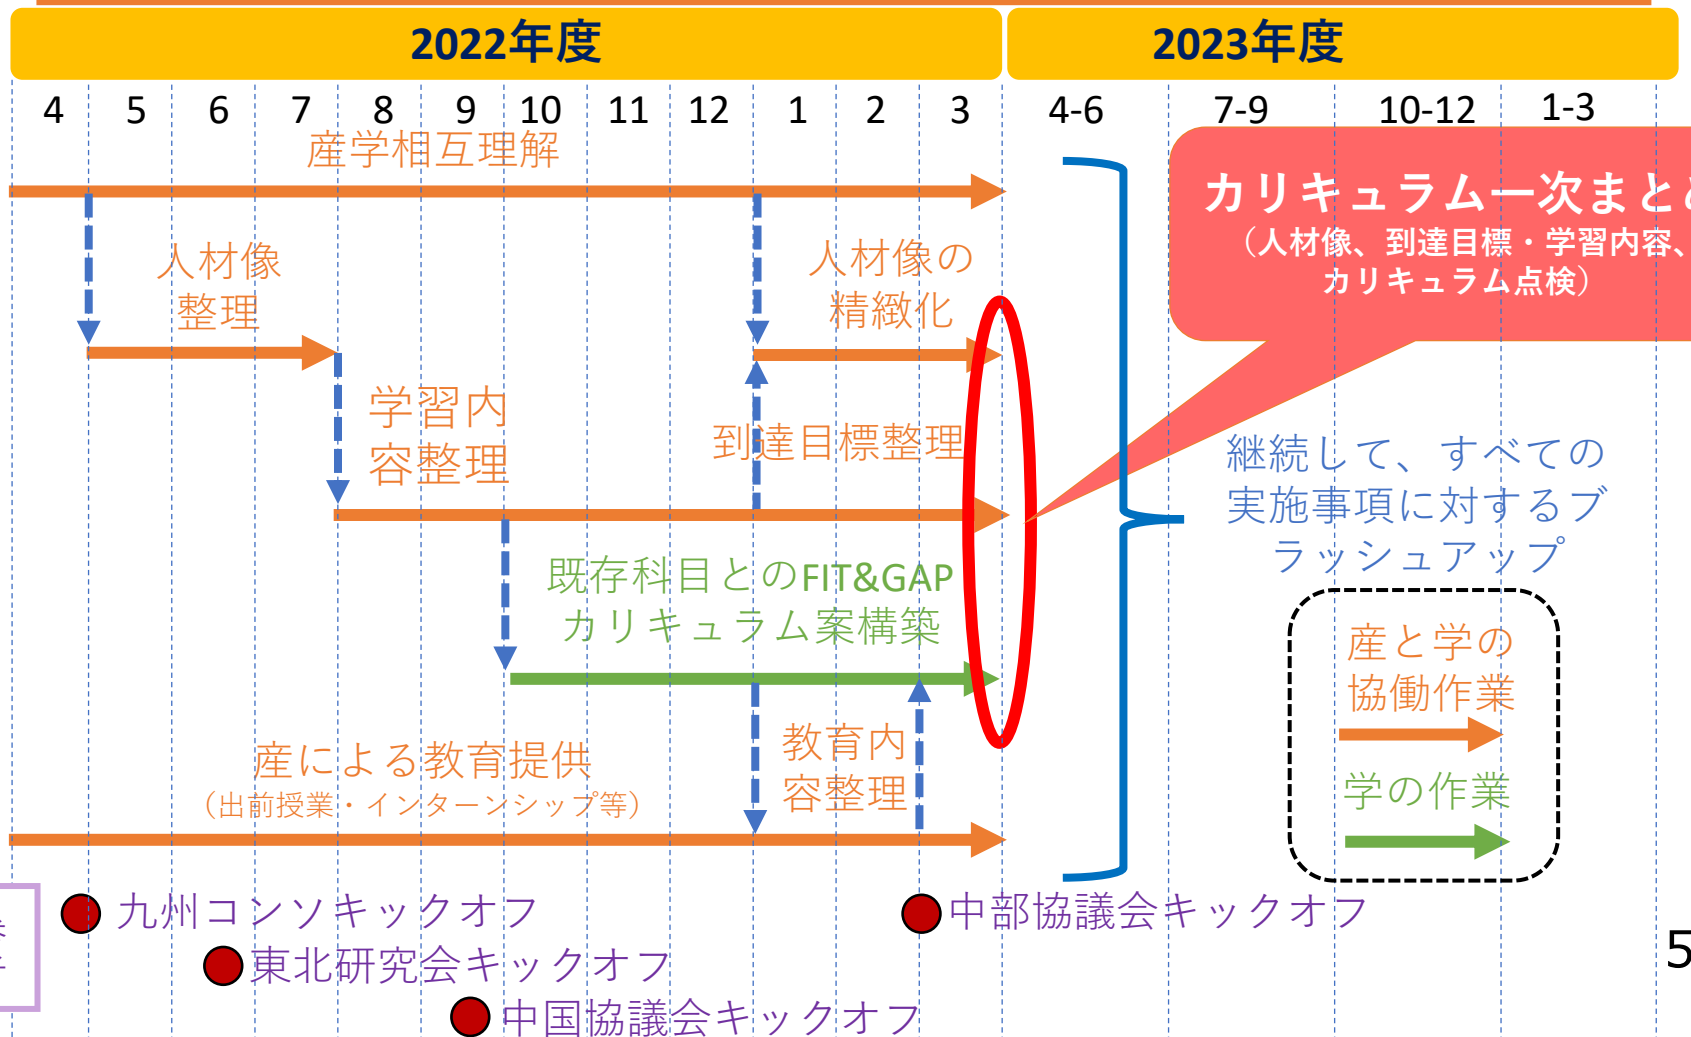 2022年度
2023年度
4 5 6 7 8 9 10 11 12 1 2 3 4-6 7-9 10-12 1-3
産学相互理解
カリキュラム一次まと
（人材像、到達目標・学習内容、
カリキュラム点検）
人材像
整理
人材像の
精緻化
学習内
容整理
到達目標整理
継続して、すべての
実施事項に対するブ
ラッシュアップ
既存科目とのFIT&GAP
カリキュラム案構築
産と学の
協働作業
学の作業
教育内
容整理
産による教育提供
（出前授業・インターンシップ等）
九州コンソキックオフ
中部協議会キックオフ
東北研究会キックオフ
中国協議会キックオフ
5